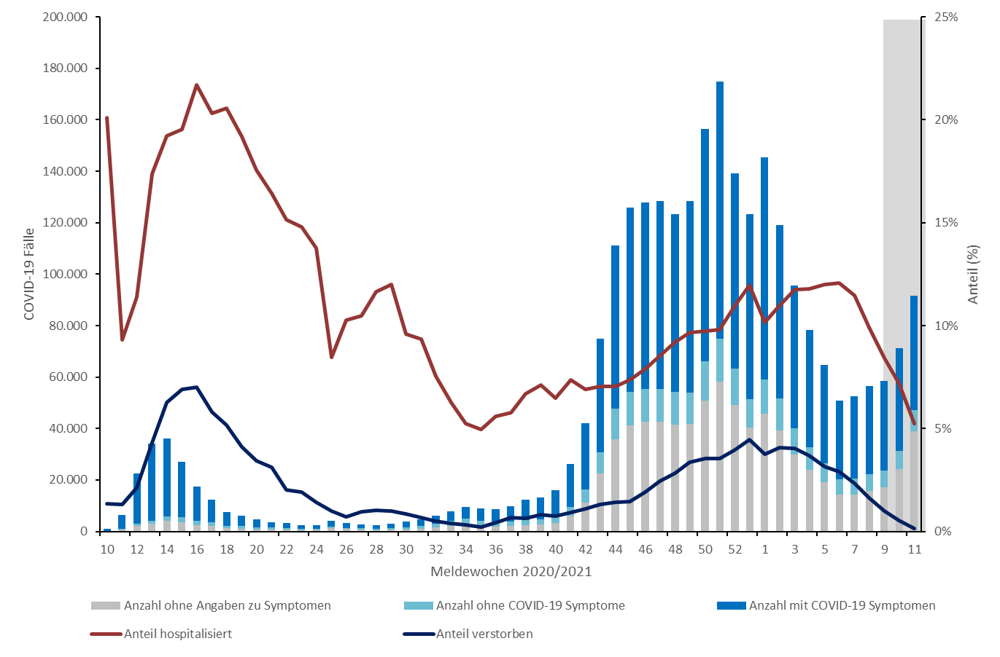 200.000
180.000
160.000
140.000
120.000
100.000
80.000
60.000
40.000
20.000
0
COVID-19 Fälle
25%
20%
15%
10%
5%
0%
Anteil (%)
10 12 14 16 18 20 22 24 26 28 30 32 34 36 38 40 42 44 46 48 50 52 1 3 5 7 9 11
Meldewochen 2020/2021
Anzahl ohne Angaben zu Symptomen Anzahl ohne COVID-19 Symptome Anzahl mit COVID-19 Symptomen
Anteil hospitalisiert Anteil verstorben